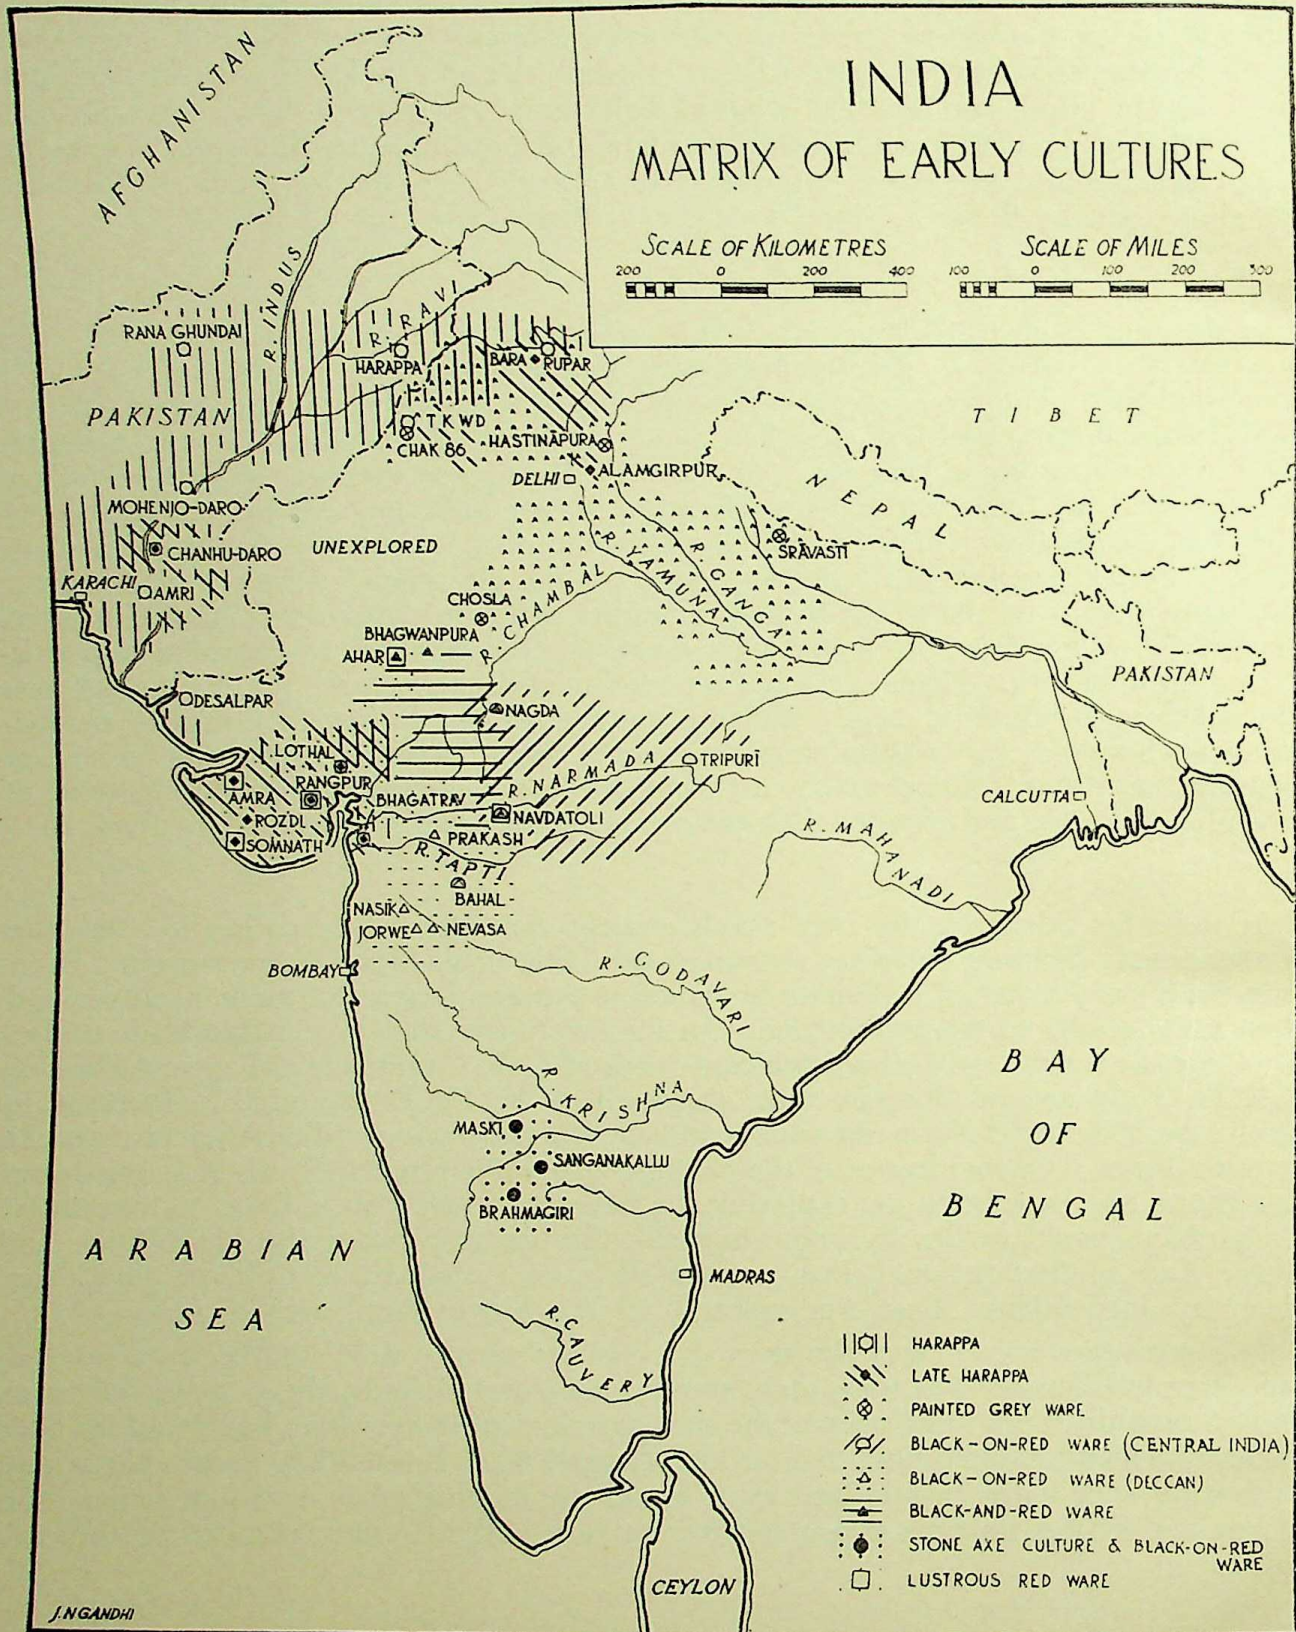 INDIA
MATRIX OF EARLY CULTURES
SCALE OF KILOMETRES
200 0 200 400
SCALE OF MILES
100 0 100 200 300
AFGHANISTAN
R. INDUS
RANA GHUNDAI
R. RAVI
HARAPPA
BARA
RUPAR
PAKISTAN
TKWD
CHAK 86
HASTINĀPURA
DELHI
ALAMGIRPUR
TIBET
NEPAL
MOHENJO-DARO
CHANHU-DARO
UNEXPLORED
KARACHI
AMRI
SRĀVASTI
R. GANGA
R. YAMUNA
R. CHAMBAL
CHOSLA
BHAGWANPURA
AHAR
PAKISTAN
DESALPAR
NAGDA
LOTHAL
RANGPUR
AMRA
ROZDI
SOMNATH
BHAGATRAV
R. NARMADA
TRIPURĪ
NAVDATOLI
PRAKASH
R. TAPTI
CALCUTTA
R. MAHANADI
BAHAL
NASIK
JORWE
NEVASA
BOMBAY
R. GODAVARI
R. KRISHNA
MASKI
SANGANAKALLU
BRAHMAGIRI
BAY
OF
BENGAL
ARABIAN
SEA
MADRAS
R. CAUVERY
CEYLON
HARAPPA
LATE HARAPPA
PAINTED GREY WARE
BLACK-ON-RED WARE (CENTRAL INDIA)
BLACK-ON-RED WARE (DECCAN)
BLACK-AND-RED WARE
STONE AXE CULTURE & BLACK-ON-RED
WARE
LUSTROUS RED WARE
J.N GANDHI